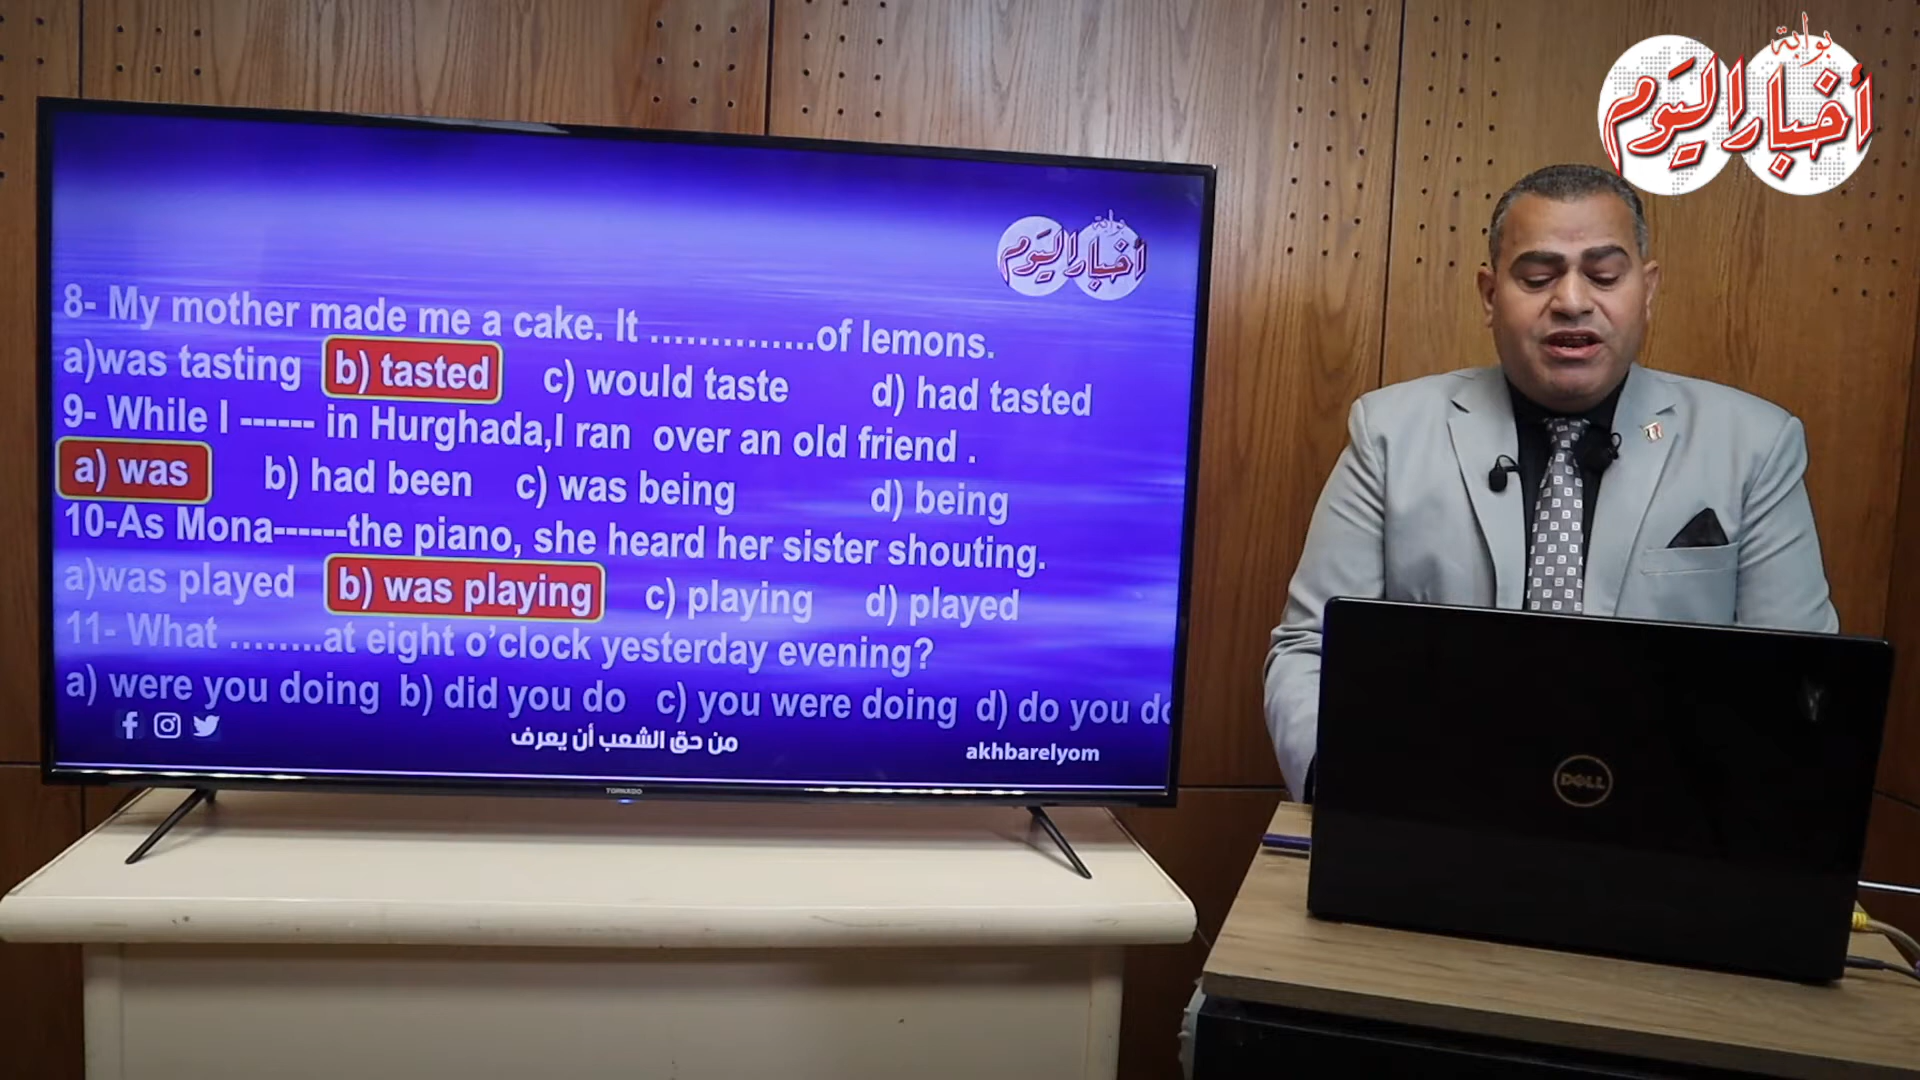 بوابة
أخبار اليوم
بوابة
أخبار اليوم
8- My mother made me a cake. It ..............of lemons.
a)was tasting b) tasted c) would taste d) had tasted
9- While I ------ in Hurghada,I ran over an old friend .
a) was b) had been c) was being d) being
10-As Mona------the piano, she heard her sister shouting.
a)was played b) was playing c) playing d) played
11- What ........at eight o’clock yesterday evening?
a) were you doing b) did you do c) you were doing d) do you do
من حق الشعب أن يعرف
akhbarelyom
TORNADO
DELL